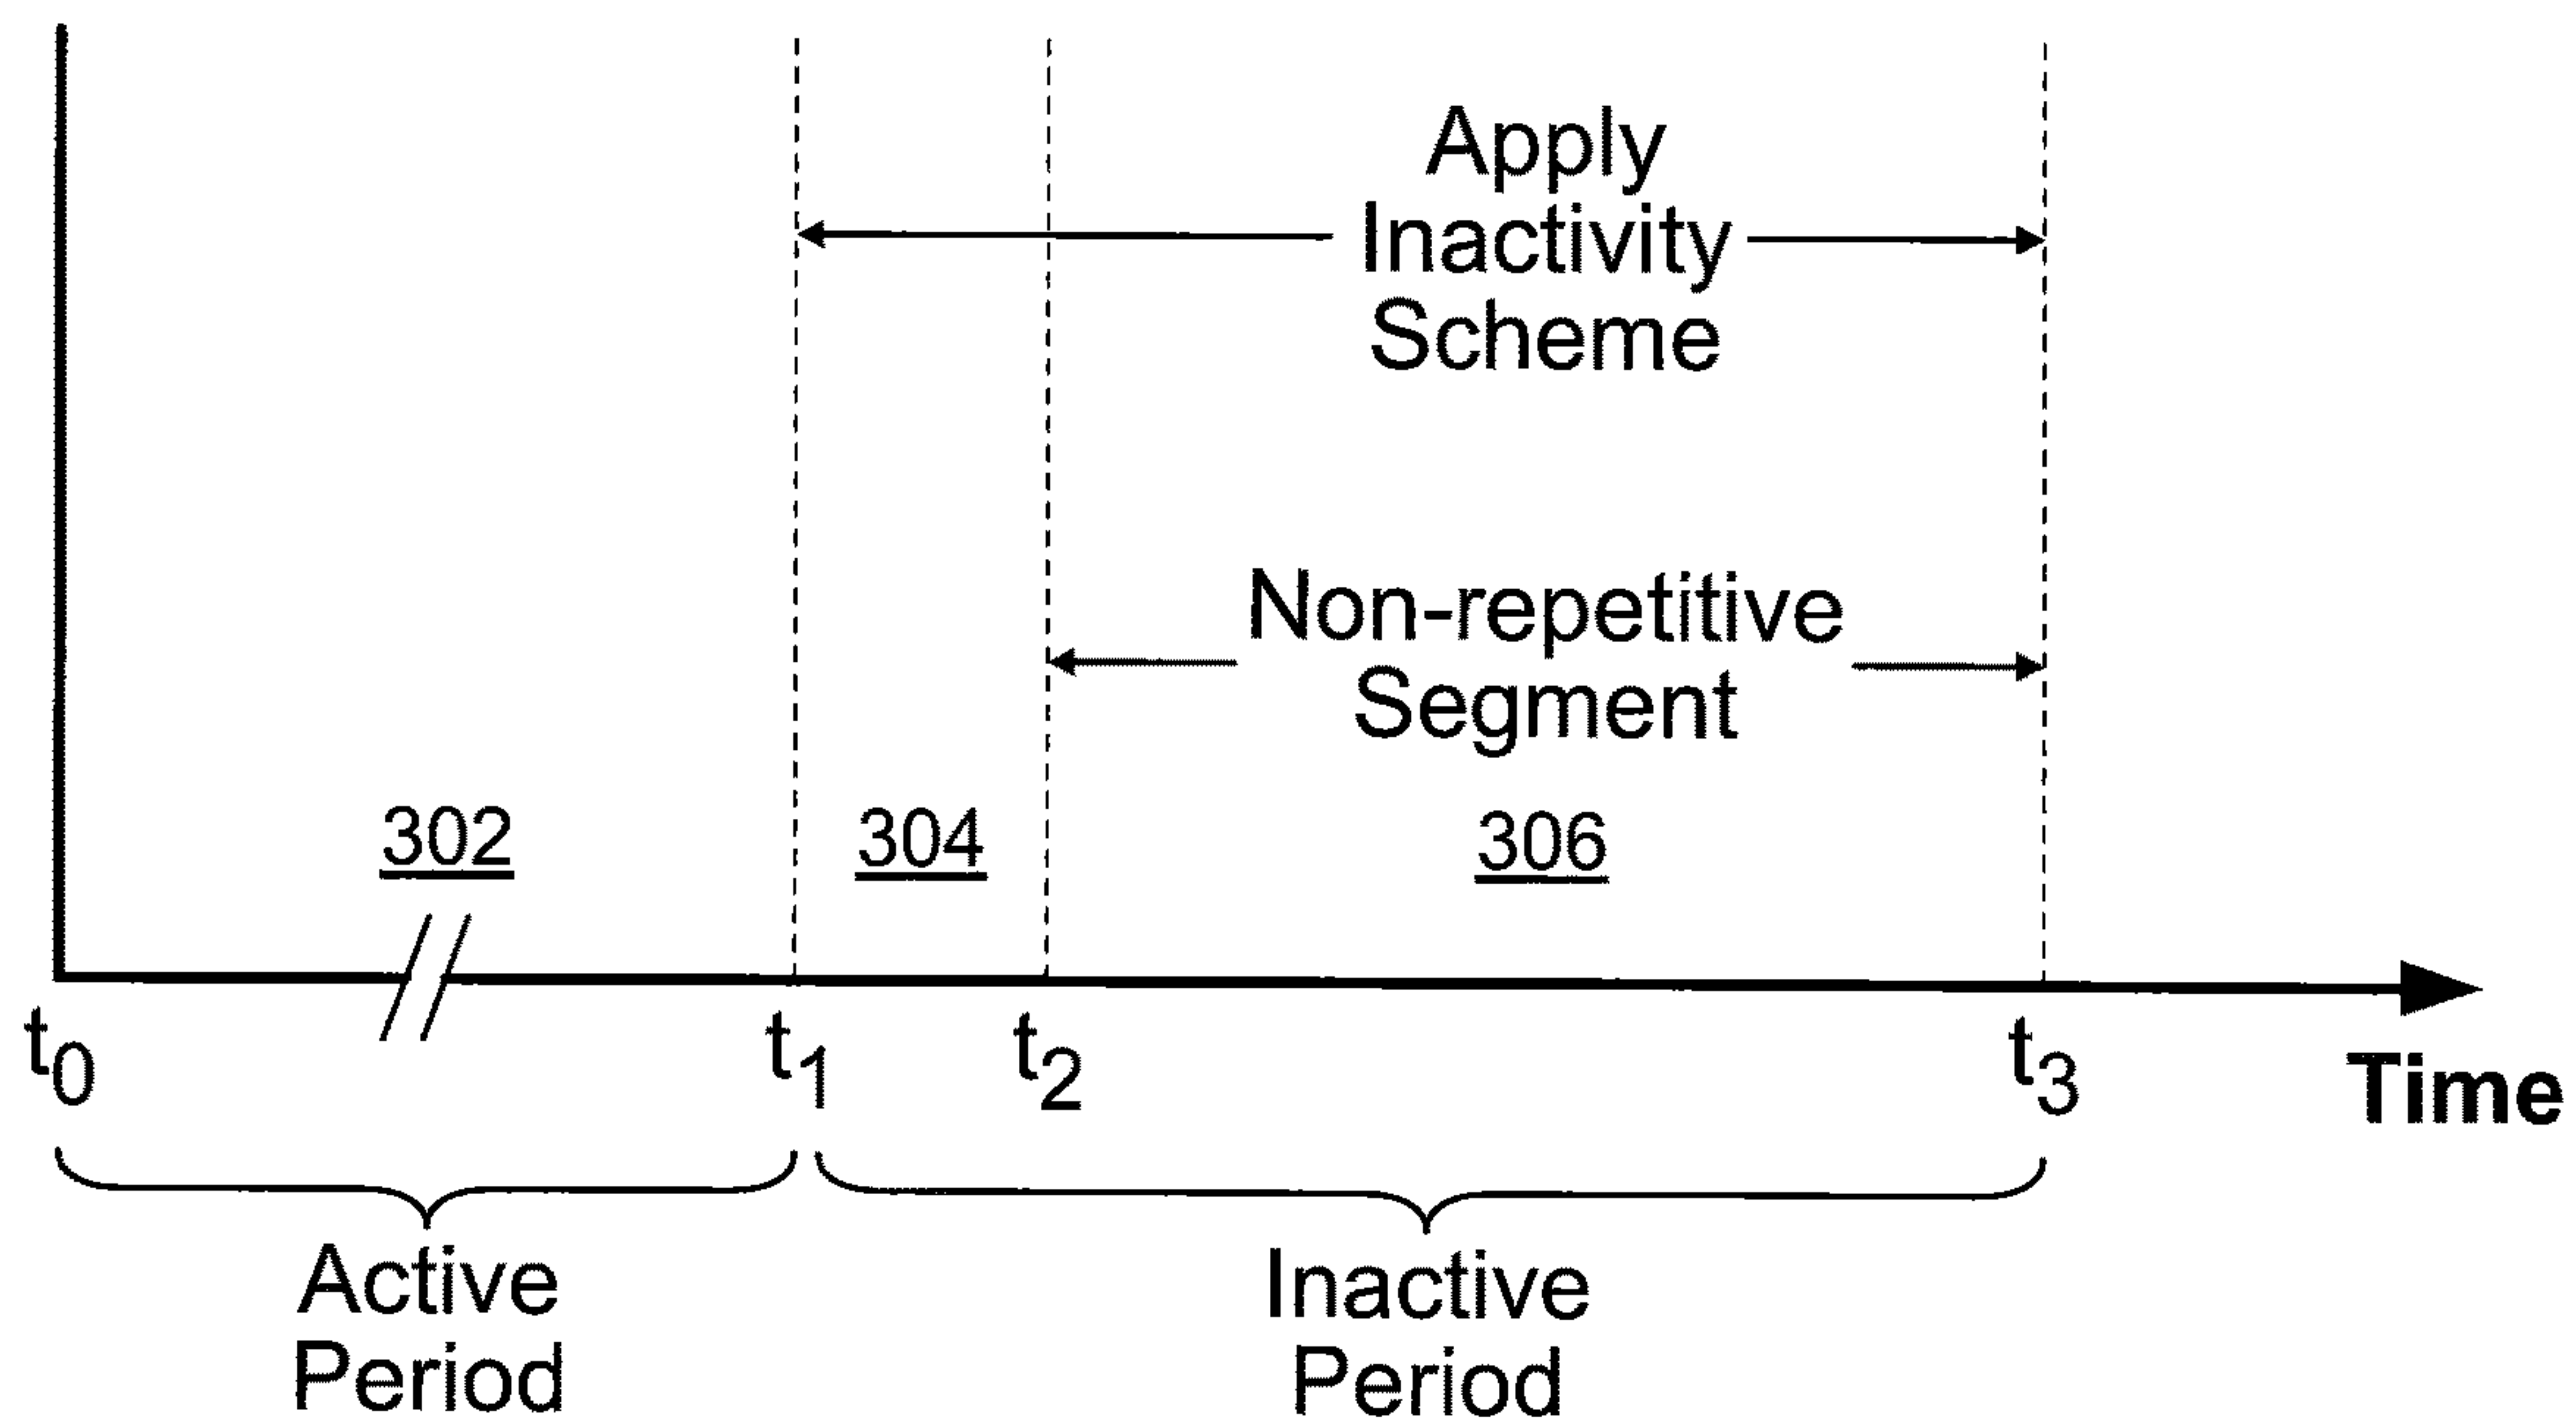 Apply
Inactivity
Scheme
Non-repetitive
Segment
302
304
306
t0
t1
t2
t3
Time
Active
Period
Inactive
Period